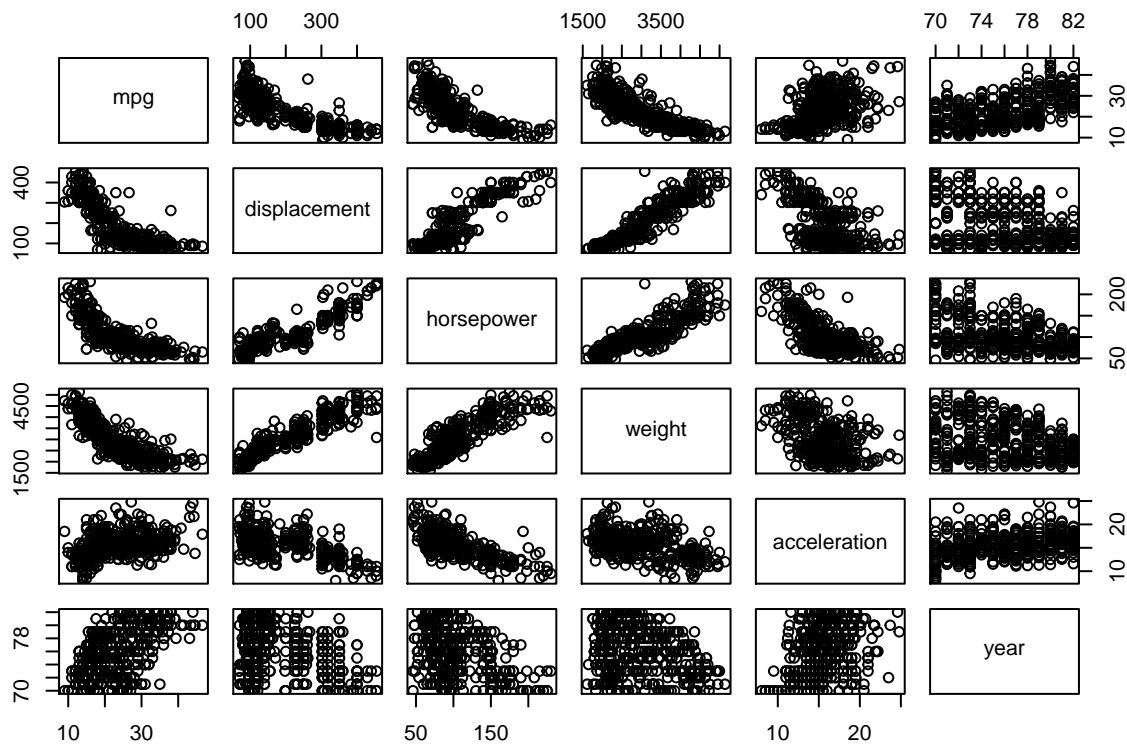 100 300 1500 3500 70 74 78 82
mpg 10 30
100 400 displacement
horsepower 50 200
1500 4500 weight
acceleration 10 20
70 78 year
10 30 50 150 10 20